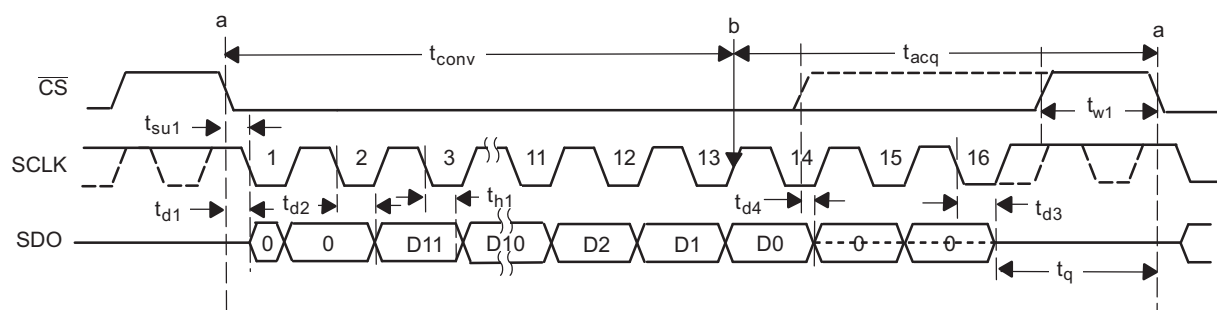 a b a
t_conv t_acq
CS
t_su1 t_w1
SCLK 1 2 3 11 12 13 14 15 16
t_d1 t_d2 t_h1 t_d4 t_d3
SDO 0 0 D11 D10 D2 D1 D0 0 0
t_q